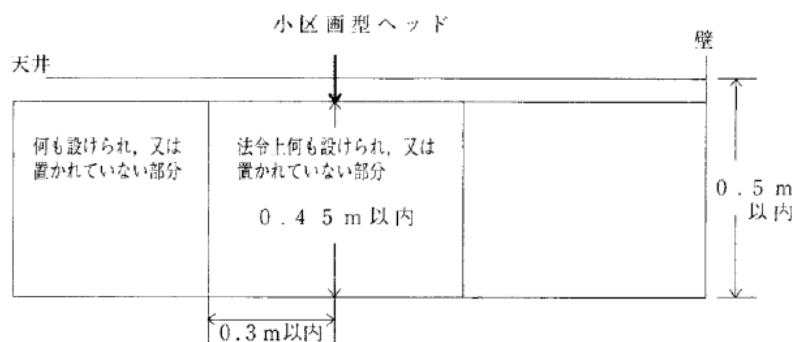 小区画型ヘッド
壁
天井
何も設けられ，又は
置かれていない部分
法令上何も設けられ，又は
置かれていない部分
0.45m以内
0.5m
以内
0.3m以内